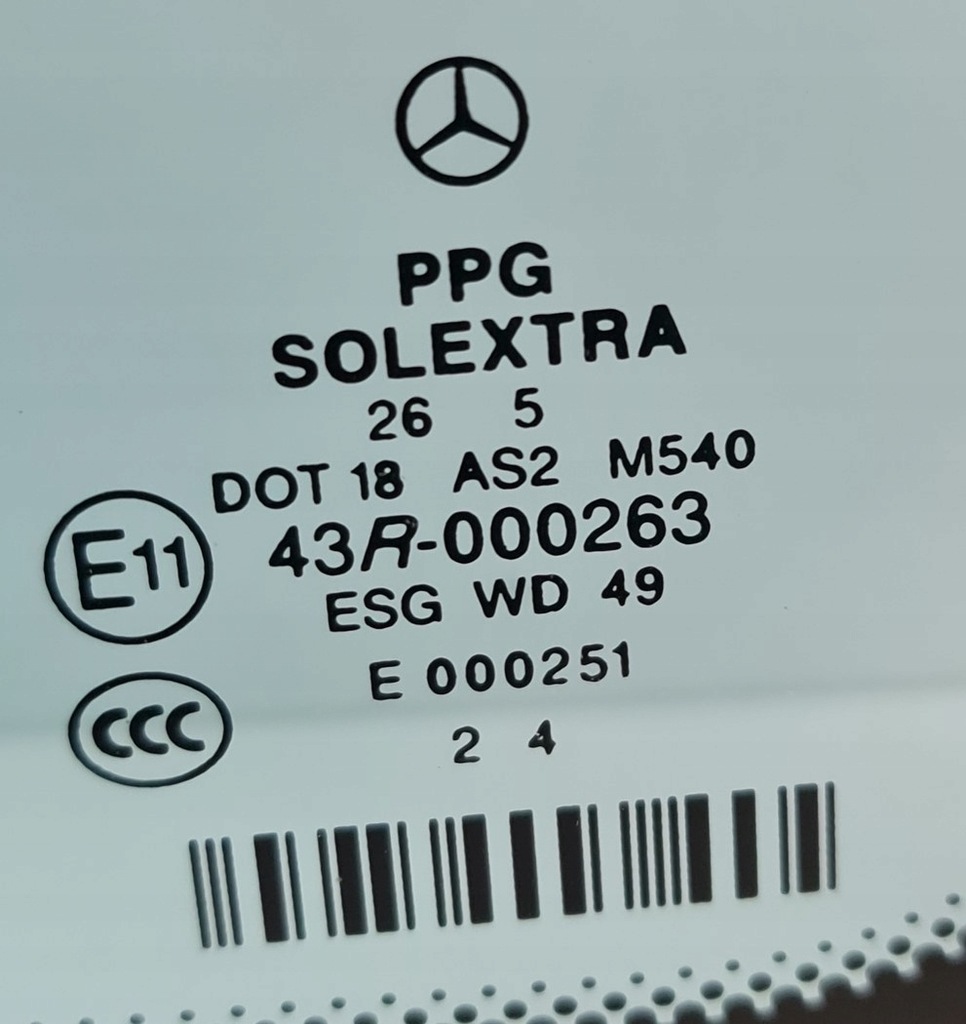 PPG
SOLEXTRA
26 5
DOT 18 AS2 M540
E11
43R-000263
ESG WD 49
E 000251
CCC
2 4